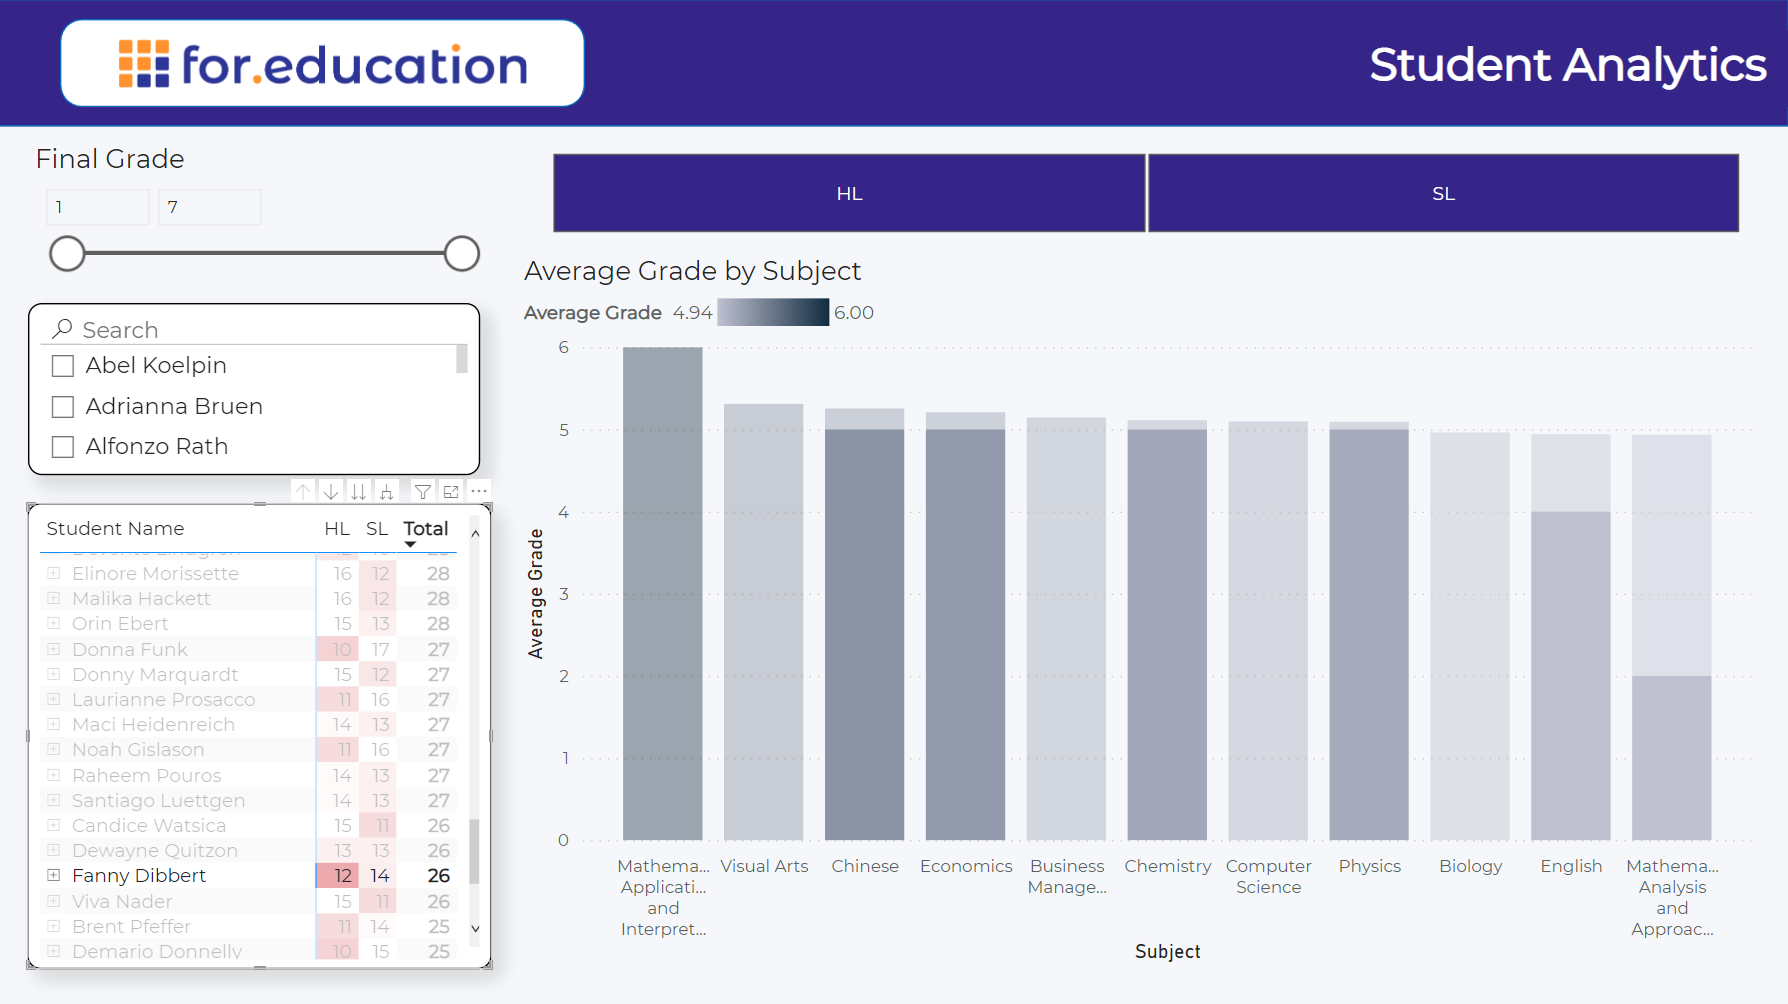 for.education
Student Analytics
Final Grade
1 7
HL SL
Average Grade by Subject
Average Grade 4.94 6.00
Search
Abel Koelpin
Adrianna Bruen
Alfonzo Rath
Student Name HL SL Total
Elinore Morissette 16 12 28
Malika Hackett 16 12 28
Orin Ebert 15 13 28
Donna Funk 10 17 27
Donny Marquardt 15 12 27
Laurianne Prosacco 11 16 27
Maci Heidenreich 14 13 27
Noah Gislason 11 16 27
Raheem Pouros 14 13 27
Santiago Luettgen 14 13 27
Candice Watsica 15 11 26
Dewayne Quitzon 13 13 26
Fanny Dibbert 12 14 26
Viva Nader 15 11 26
Brent Pfeffer 11 14 25
Demario Donnelly 10 15 25
Average Grade
6
5
4
3
2
1
0
Mathema...
Applicati...
and
Interpret...
Visual Arts
Chinese
Economics
Business
Manage...
Chemistry
Computer
Science
Physics
Biology
English
Mathema...
Analysis
and
Approac...
Subject